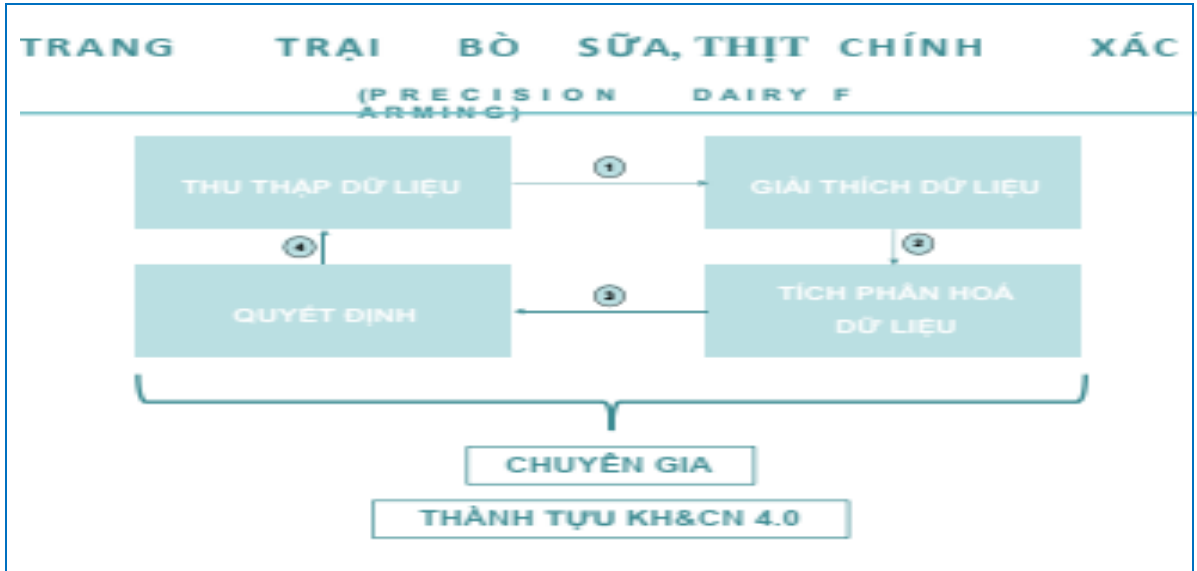 TRANG TRẠI BÒ SỮA, THỊT CHÍNH XÁC
(PRECISION DAIRY F
ARMING)
THU THẬP DỮ LIỆU
1
GIẢI THÍCH DỮ LIỆU
4
2
QUYẾT ĐỊNH
3
TÍCH PHÂN HOÁ
DỮ LIỆU
CHUYÊN GIA
THÀNH TỰU KH&CN 4.0